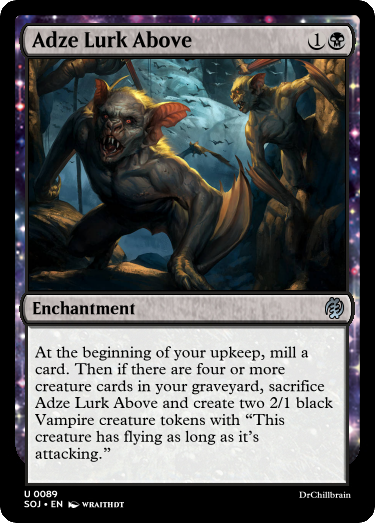 Adze Lurk Above 1
Enchantment
At the beginning of your upkeep, mill a
card. Then if there are four or more
creature cards in your graveyard, sacrifice
Adze Lurk Above and create two 2/1 black
Vampire creature tokens with “This
creature has flying as long as it’s
attacking.”
U 0089
SOJ • EN WRAITHDT
DrChillbrain